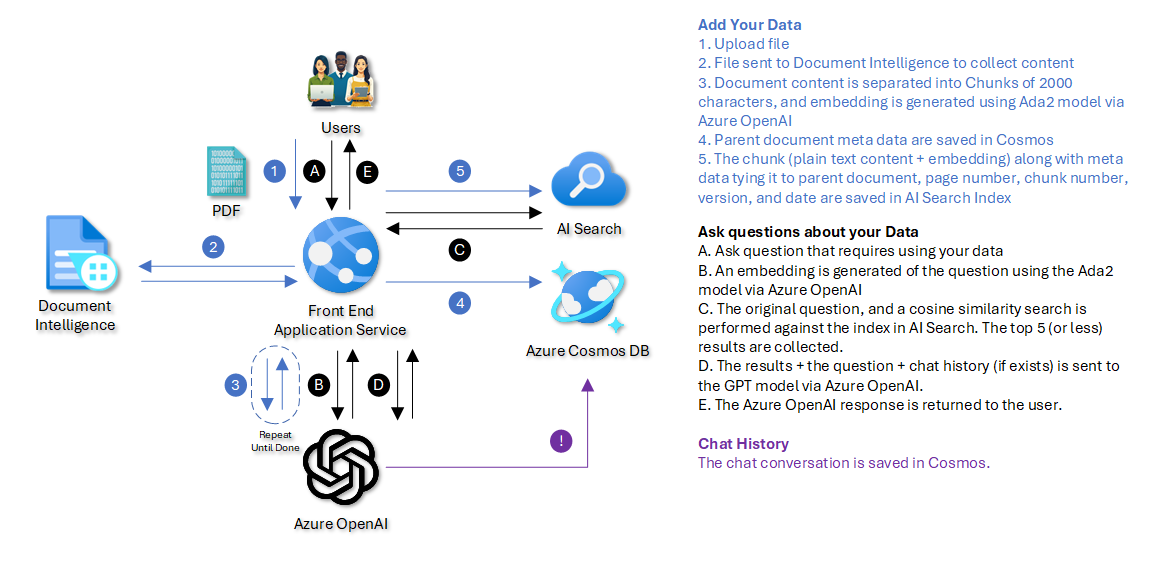 Users
1
A
E
5
PDF
AI Search
2
C
Document
Intelligence
Front End
Application Service
4
Azure Cosmos DB
3
B
D
Repeat
Until Done
!
Azure OpenAI
Add Your Data
1. Upload file
2. File sent to Document Intelligence to collect content
3. Document content is separated into Chunks of 2000
characters, and embedding is generated using Ada2 model via
Azure OpenAI
4. Parent document meta data are saved in Cosmos
5. The chunk (plain text content + embedding) along with meta
data tying it to parent document, page number, chunk number,
version, and date are saved in AI Search Index
Ask questions about your Data
A. Ask question that requires using your data
B. An embedding is generated of the question using the Ada2
model via Azure OpenAI
C. The original question, and a cosine similarity search is
performed against the index in AI Search. The top 5 (or less)
results are collected.
D. The results + the question + chat history (if exists) is sent to
the GPT model via Azure OpenAI.
E. The Azure OpenAI response is returned to the user.
Chat History
The chat conversation is saved in Cosmos.